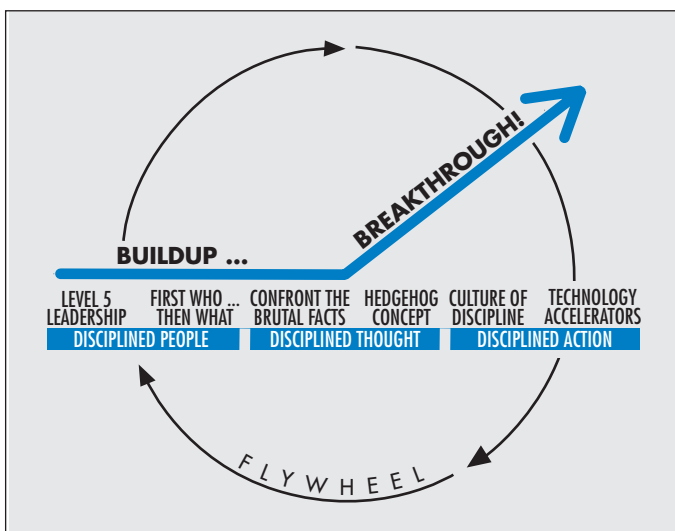 BREAKTHROUGH!
BUILDUP ...
LEVEL 5
LEADERSHIP
FIRST WHO ...
THEN WHAT
CONFRONT THE
BRUTAL FACTS
HEDGEHOG
CONCEPT
CULTURE OF
DISCIPLINE
TECHNOLOGY
ACCELERATORS
DISCIPLINED PEOPLE
DISCIPLINED THOUGHT
DISCIPLINED ACTION
FLYWHEEL